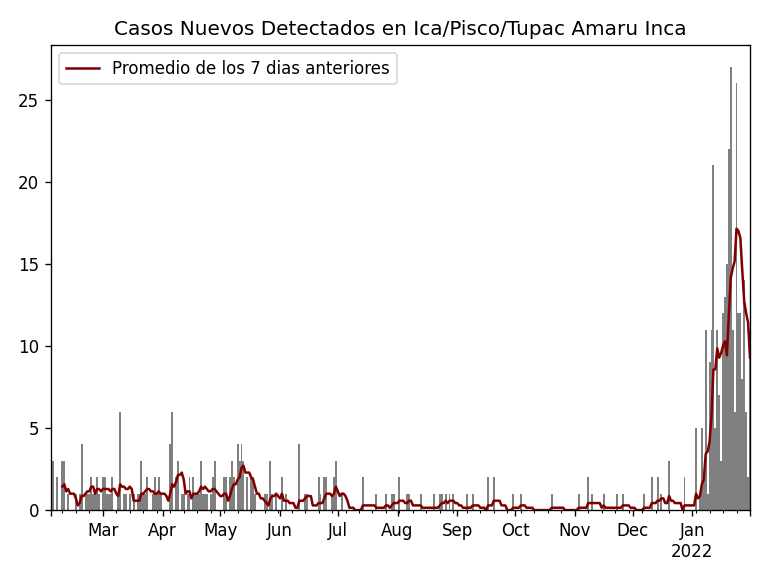 Casos Nuevos Detectados en Ica/Pisco/Tupac Amaru Inca
Promedio de los 7 dias anteriores
25
20
15
10
5
0
Mar Apr May Jun Jul Aug Sep Oct Nov Dec Jan
2022